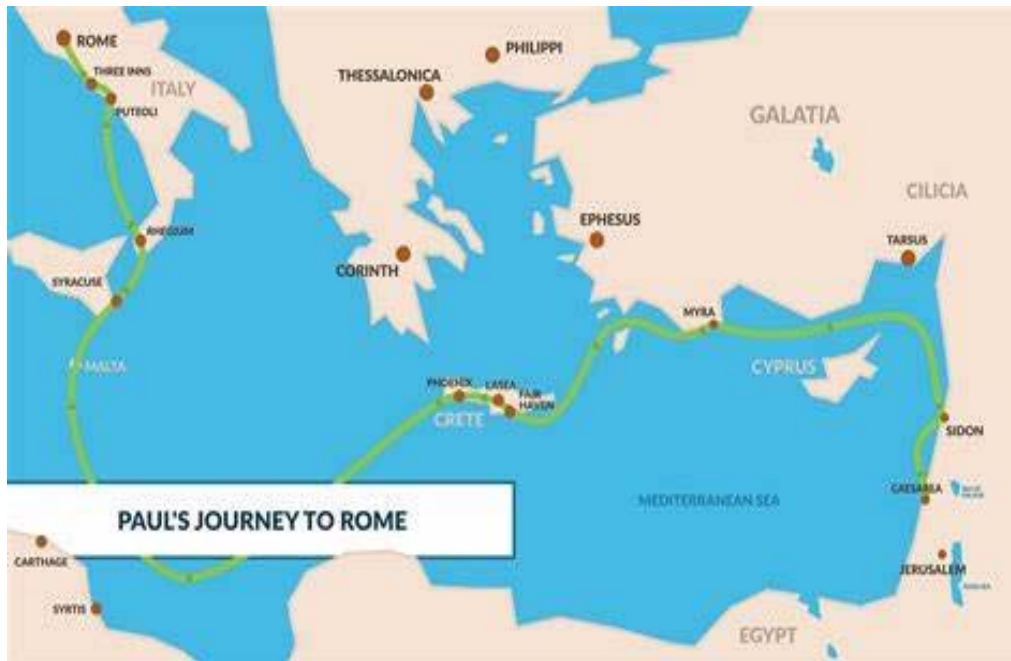 ROME
PHILIPPI
THREE INNS
THESSALONICA
ITALY
PUTEOLI
GALATIA
CILICIA
EPHESUS
RHEGIUM
TARSUS
CORINTH
SYRACUSE
MYRA
MALTA
CYPRUS
PHOENIX
LASEA
FAIR
HAVEN
CRETE
SIDON
CAESAREA
MEDITERRANEAN SEA
PAUL'S JOURNEY TO ROME
CARTHAGE
JERUSALEM
SYRTIS
EGYPT